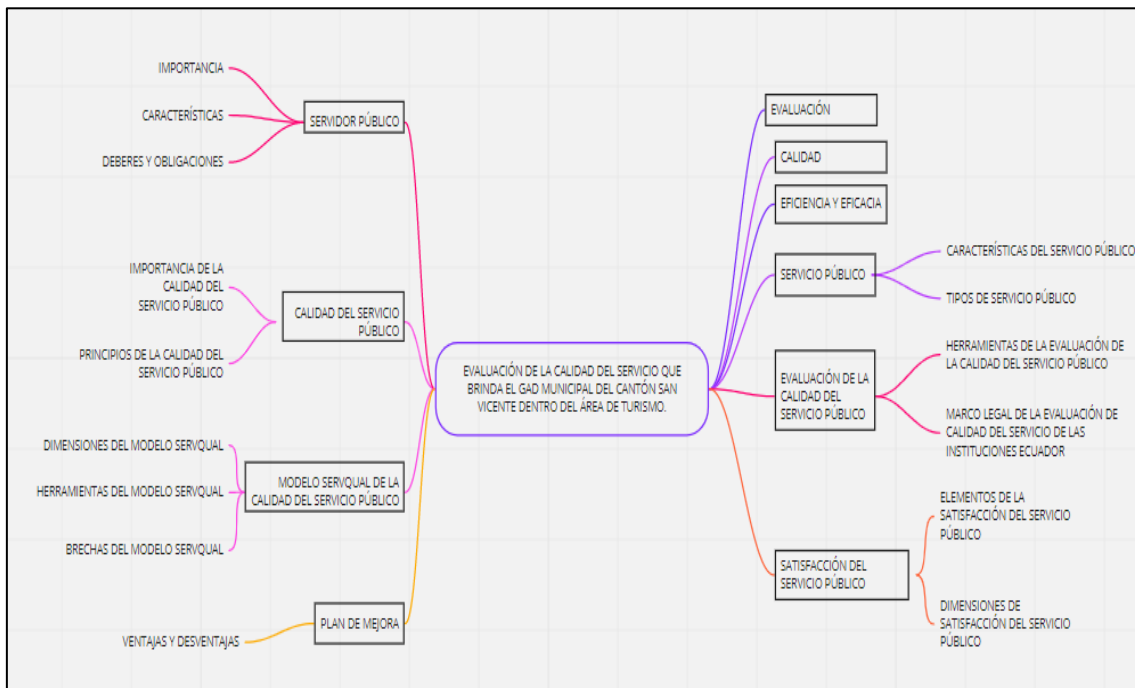 IMPORTANCIA
CARACTERÍSTICAS
DEBERES Y OBLIGACIONES
SERVIDOR PÚBLICO
IMPORTANCIA DE LA
CALIDAD DEL
SERVICIO PÚBLICO
PRINCIPIOS DE LA CALIDAD DEL
SERVICIO PÚBLICO
CALIDAD DEL SERVICIO
PÚBLICO
DIMENSIONES DEL MODELO SERVQUAL
HERRAMIENTAS DEL MODELO SERVQUAL
BRECHAS DEL MODELO SERVQUAL
MODELO SERVQUAL DE LA
CALIDAD DEL SERVICIO PÚBLICO
VENTAJAS Y DESVENTAJAS
PLAN DE MEJORA
EVALUACIÓN DE LA CALIDAD DEL SERVICIO QUE
BRINDA EL GAD MUNICIPAL DEL CANTÓN SAN
VICENTE DENTRO DEL ÁREA DE TURISMO.
EVALUACIÓN
CALIDAD
EFICIENCIA Y EFICACIA
SERVICIO PÚBLICO
CARACTERÍSTICAS DEL SERVICIO PÚBLICO
TIPOS DE SERVICIO PÚBLICO
EVALUACIÓN DE LA
CALIDAD DEL
SERVICIO PÚBLICO
HERRAMIENTAS DE LA EVALUACIÓN DE
LA CALIDAD DEL SERVICIO PÚBLICO
MARCO LEGAL DE LA EVALUACIÓN DE
CALIDAD DEL SERVICIO DE LAS
INSTITUCIONES ECUADOR
SATISFACCIÓN DEL
SERVICIO PÚBLICO
ELEMENTOS DE LA
SATISFACCIÓN DEL SERVICIO
PÚBLICO
DIMENSIONES DE
SATISFACCIÓN DEL SERVICIO
PÚBLICO